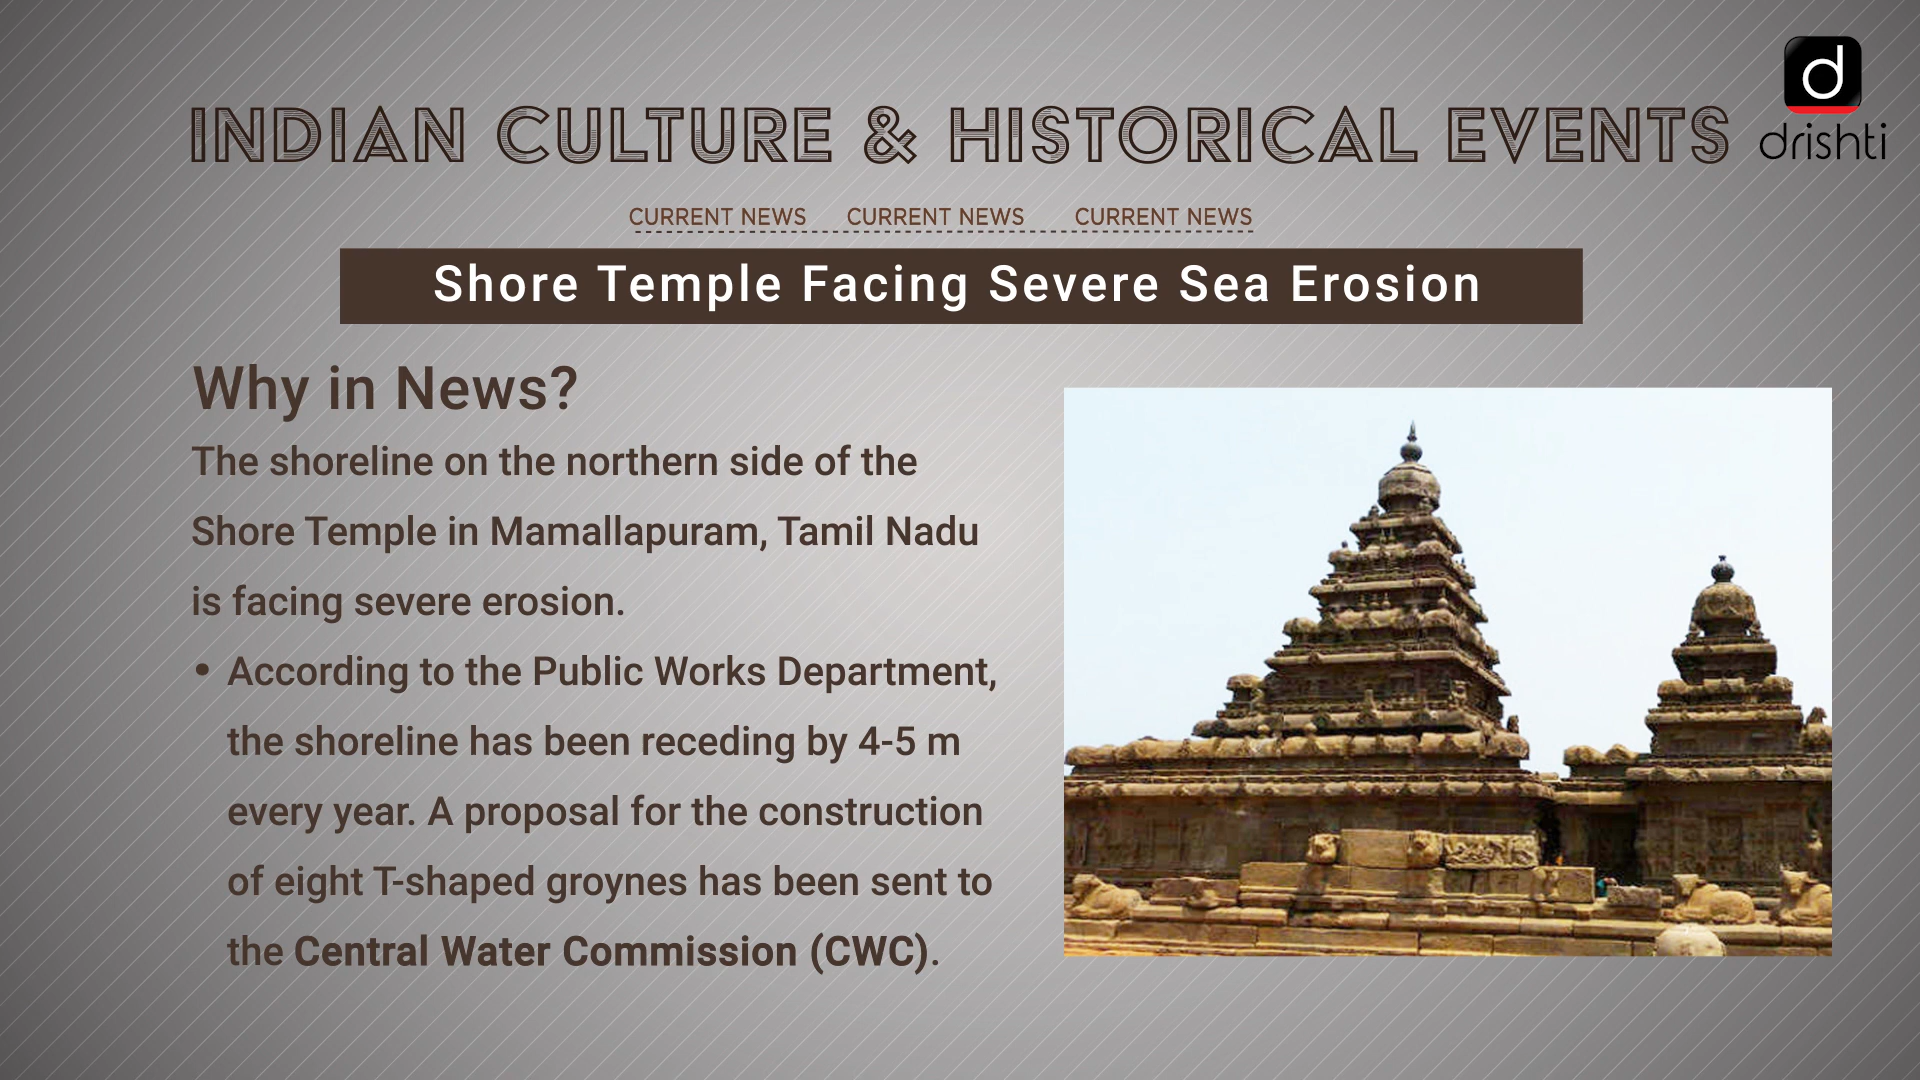 INDIAN CULTURE & HISTORICAL EVENTS
d
drishti
CURRENT NEWS CURRENT NEWS CURRENT NEWS
Shore Temple Facing Severe Sea Erosion
Why in News?
The shoreline on the northern side of the
Shore Temple in Mamallapuram, Tamil Nadu
is facing severe erosion.
• According to the Public Works Department,
the shoreline has been receding by 4-5 m
every year. A proposal for the construction
of eight T-shaped groynes has been sent to
the Central Water Commission (CWC).